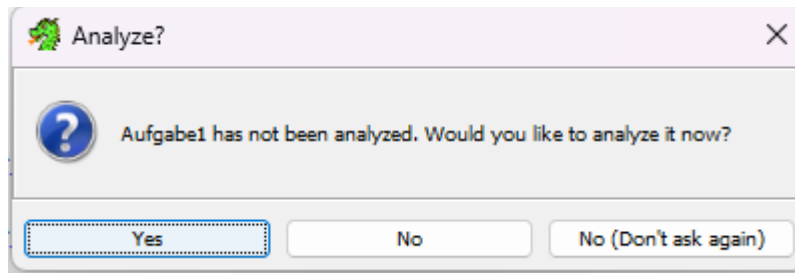 Analyze?
Aufgabe1 has not been analyzed. Would you like to analyze it now?
Yes No No (Don't ask again)